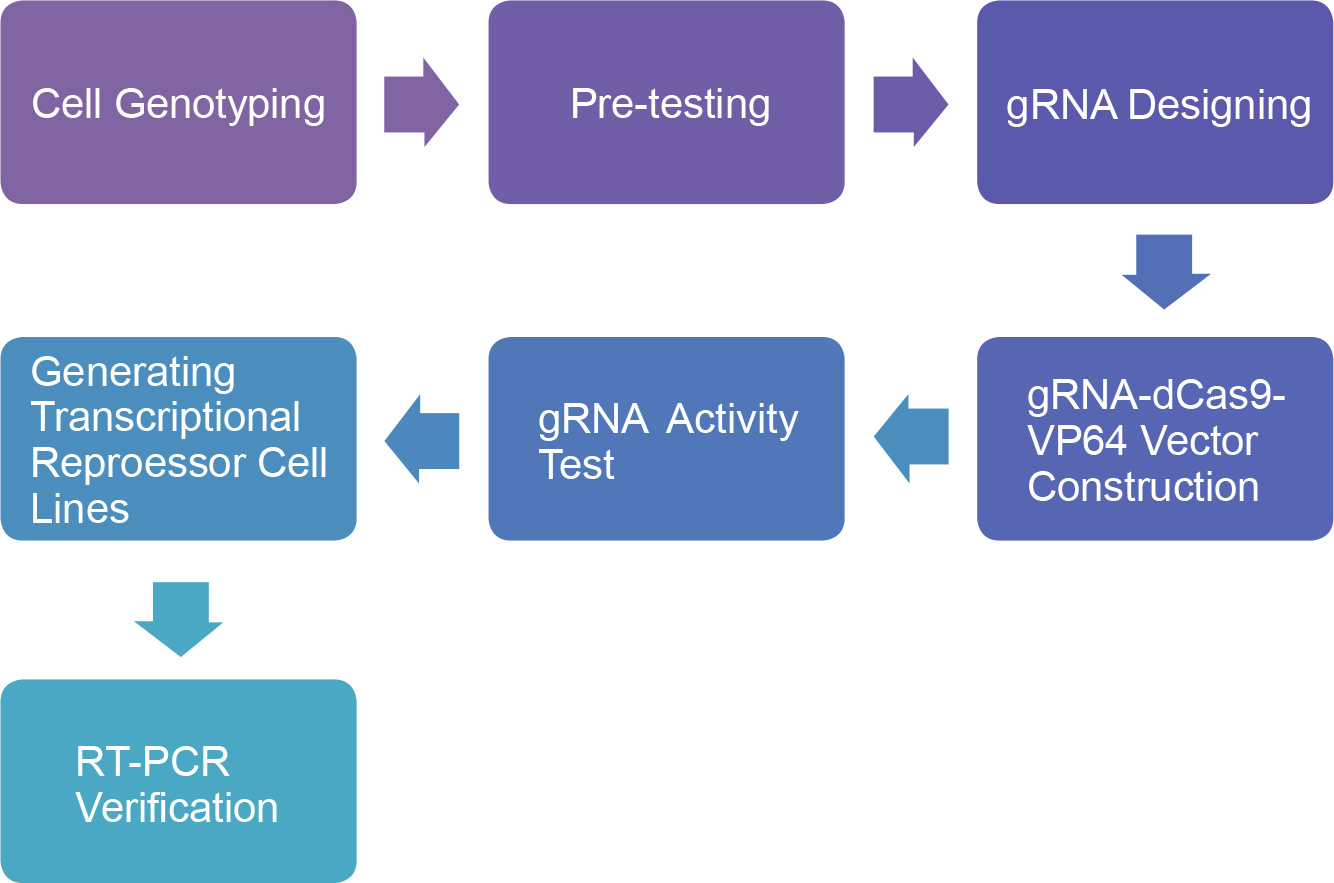 Cell Genotyping
Pre-testing
gRNA Designing
gRNA-dCas9-
VP64 Vector
Construction
gRNA Activity
Test
Generating
Transcriptional
Reproessor Cell
Lines
RT-PCR
Verification